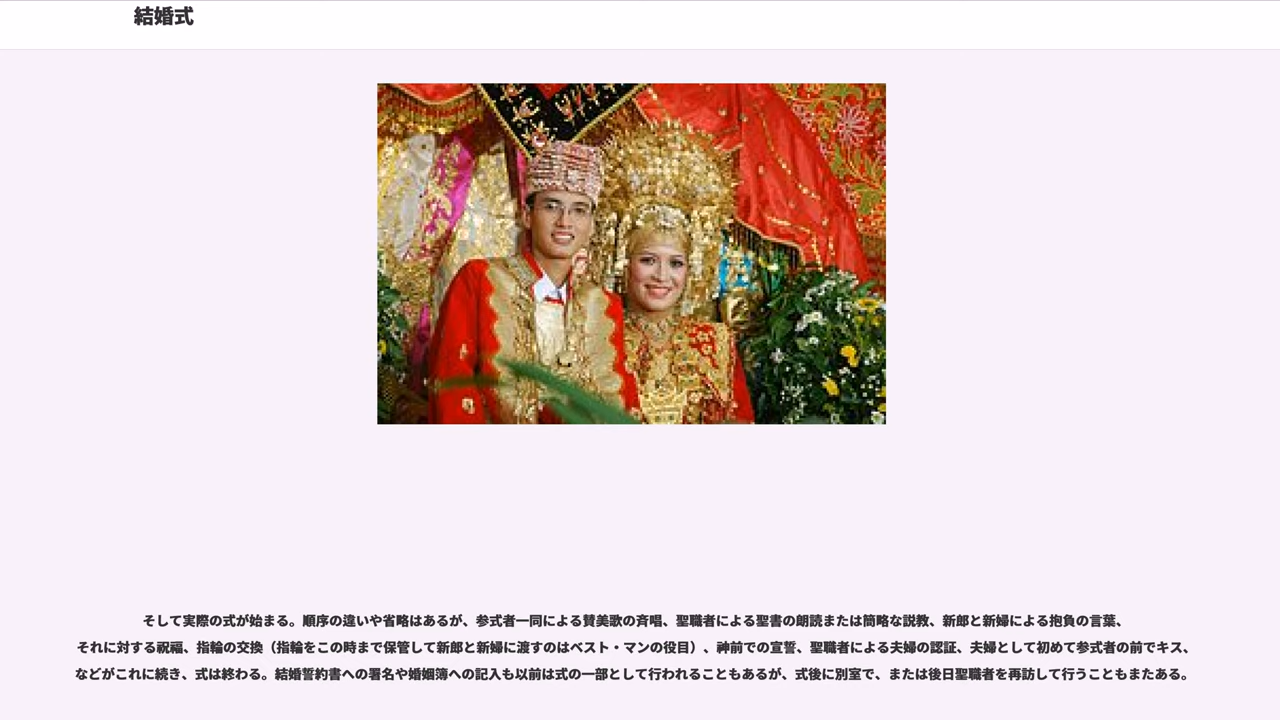 結婚式
そして実際の式が始まる。順序の違いや省略はあるが、参式者一同による賛美歌の斉唱、聖職者による聖書の朗読または簡略な説教、新郎と新婦による抱負の言葉、
それに対する祝福、指輪の交換（指輪をこの時まで保管して新郎と新婦に渡すのはベスト・マンの役目）、神前での宣誓、聖職者による夫婦の認証、夫婦として初めて参式者の前でキス、
などがこれに続き、式は終わる。結婚誓約書への署名や婚姻簿への記入も以前は式の一部として行われることもあるが、式後に別室で、または後日聖職者を再訪して行うこともまたある。